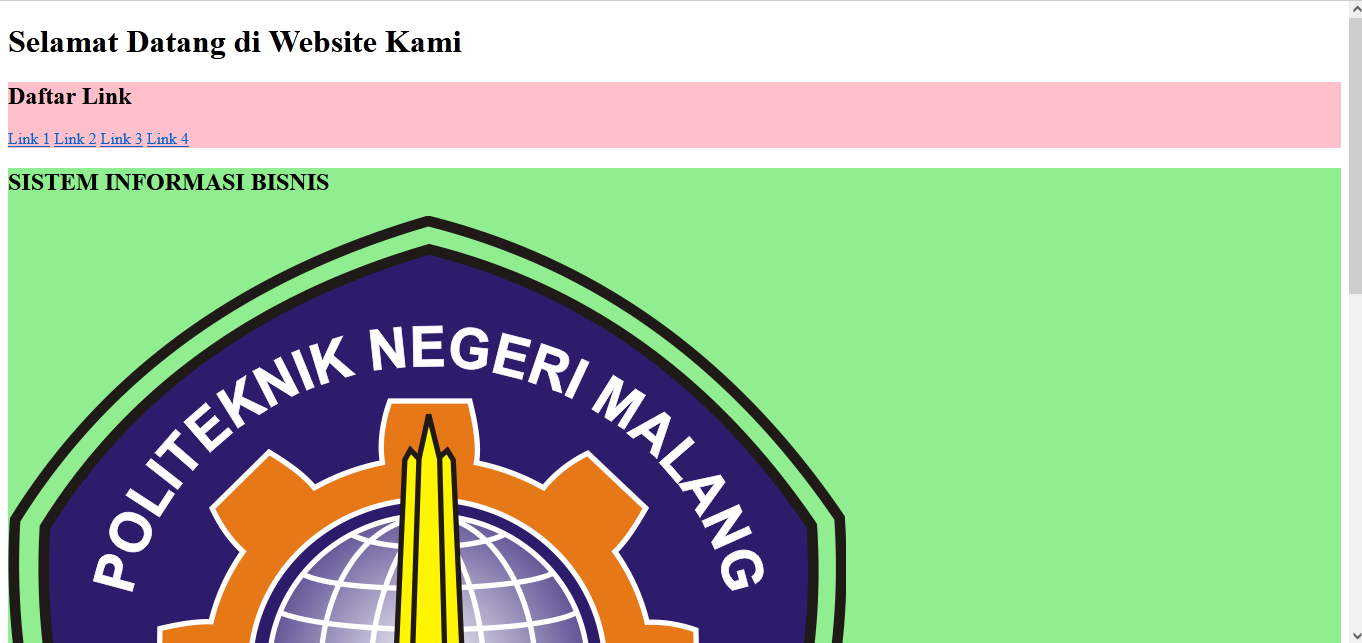 Selamat Datang di Website Kami
Daftar Link
Link 1 Link 2 Link 3 Link 4
SISTEM INFORMASI BISNIS
POLITEKNIK NEGERI MALANG